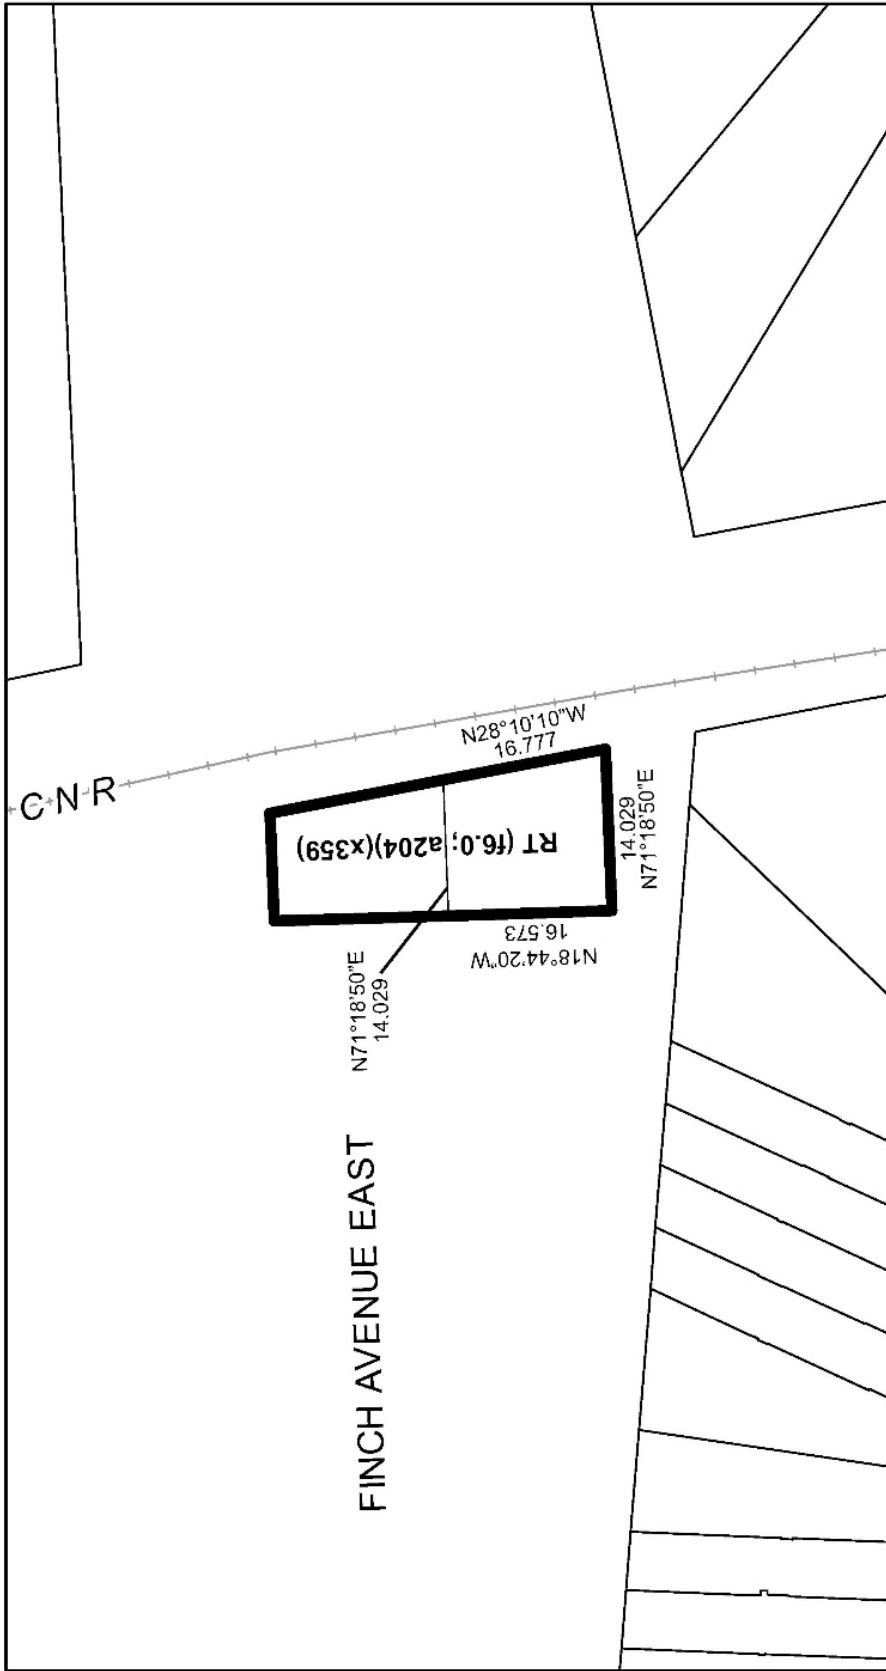 C-N-R
N28°10'10"W
16.777
RT (f6.0; a204)(x359)
14.029
N71°18'50"E
16.573
N18°44'20"W
N71°18'50"E
14.029
FINCH AVENUE EAST